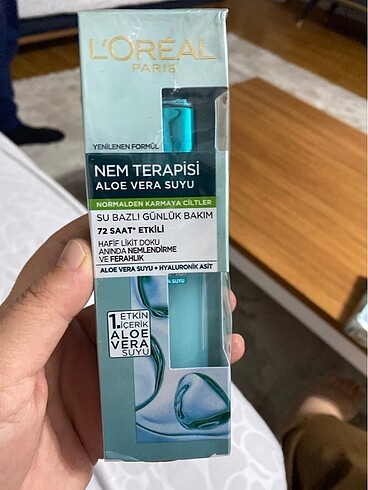 L'ORÉAL
PARIS
YENİLENEN FORMÜL
NEM TERAPİSİ
ALOE VERA SUYU
NORMALDEN KARMAYA CİLTLER
SU BAZLI GÜNLÜK BAKIM
72 SAAT* ETKİLİ
HAFİF LİKİT DOKU
ANINDA NEMLENDİRME
VE FERAHLIK
ALOE VERA SUYU + HYALURONİK ASİT
RA SUYU
1. ETKİN
İÇERİK
ALOE
VERA
SUYU